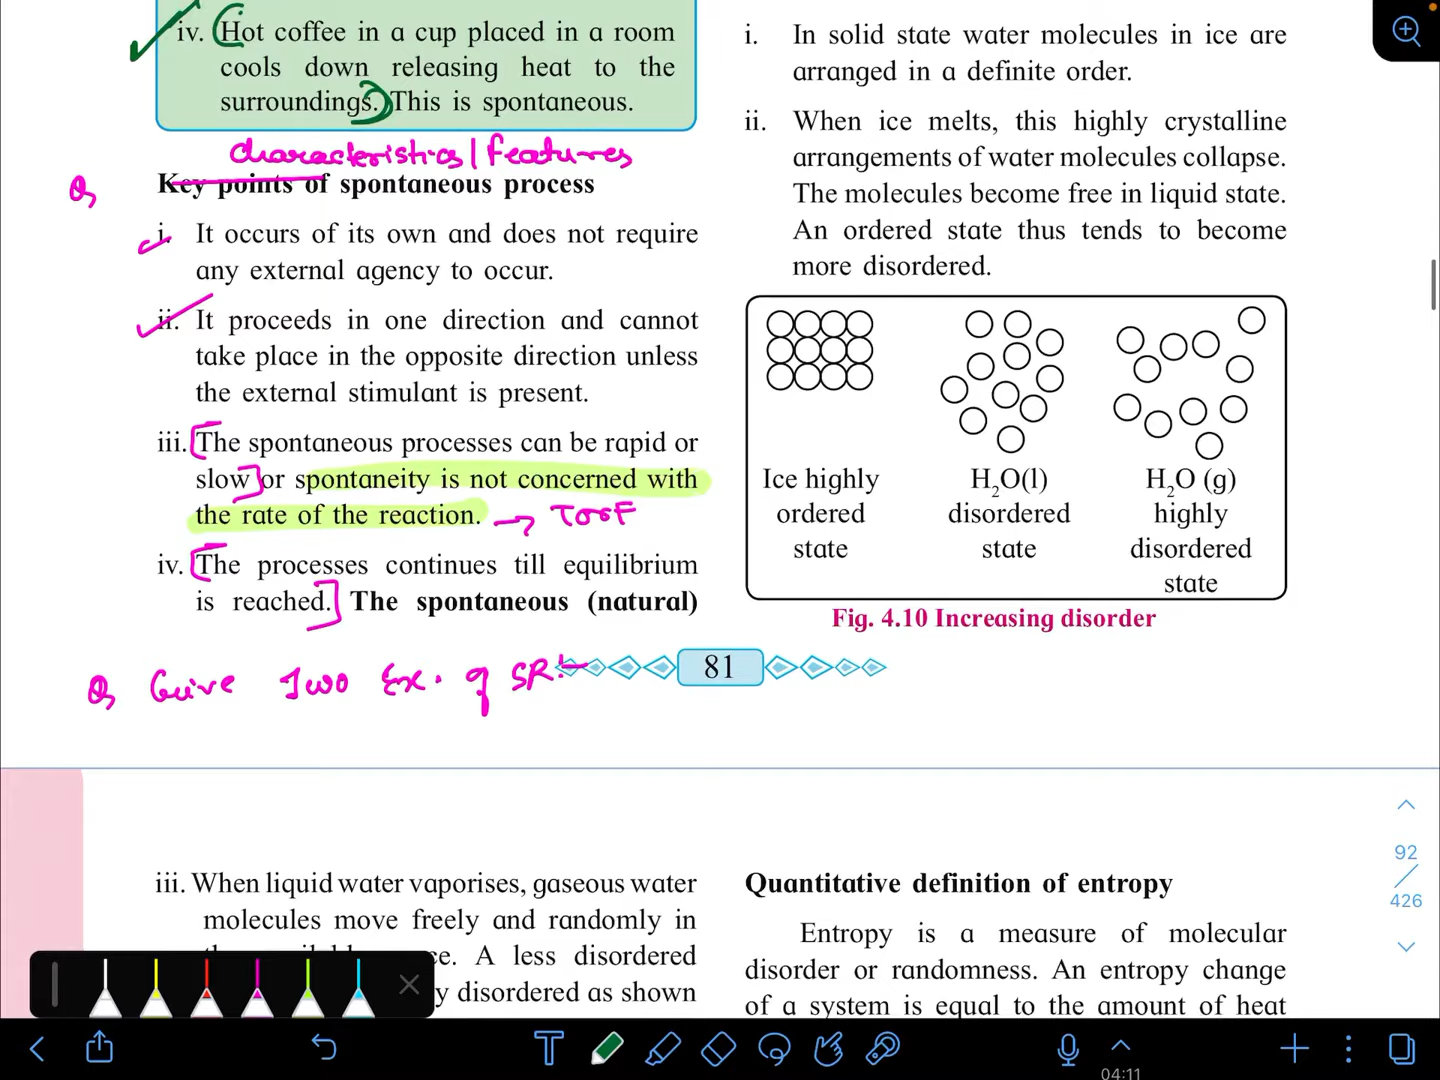 iv. Hot coffee in a cup placed in a room
cools down releasing heat to the
surroundings. This is spontaneous.
characteristics/features
Q Key points of spontaneous process
i. It occurs of its own and does not require
any external agency to occur.
ii. It proceeds in one direction and cannot
take place in the opposite direction unless
the external stimulant is present.
iii. [The spontaneous processes can be rapid or
slow] or spontaneity is not concerned with
the rate of the reaction. → T or F
iv. [The processes continues till equilibrium
is reached.] The spontaneous (natural)
Q Give Two Ex. of SR:-
i. In solid state water molecules in ice are
arranged in a definite order.
ii. When ice melts, this highly crystalline
arrangements of water molecules collapse.
The molecules become free in liquid state.
An ordered state thus tends to become
more disordered.
Ice highly
ordered
state
H₂O(l)
disordered
state
H₂O (g)
highly
disordered
state
Fig. 4.10 Increasing disorder
81
iii. When liquid water vaporises, gaseous water
molecules move freely and randomly in
ce. A less disordered
y disordered as shown
Quantitative definition of entropy
Entropy is a measure of molecular
disorder or randomness. An entropy change
of a system is equal to the amount of heat
92
/
426
T
04:11